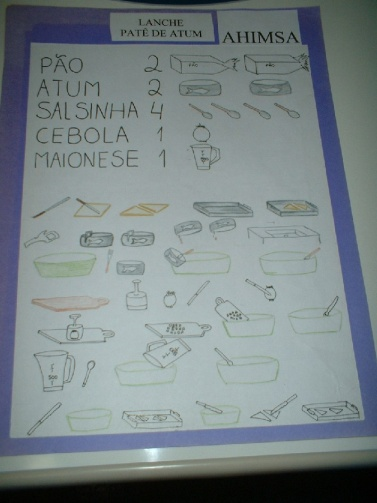 LANCHE
PATÊ DE ATUM
AHIMSA
PÃO 2
ATUM 2
SALSINHA 4
CEBOLA 1
MAIONESE 1